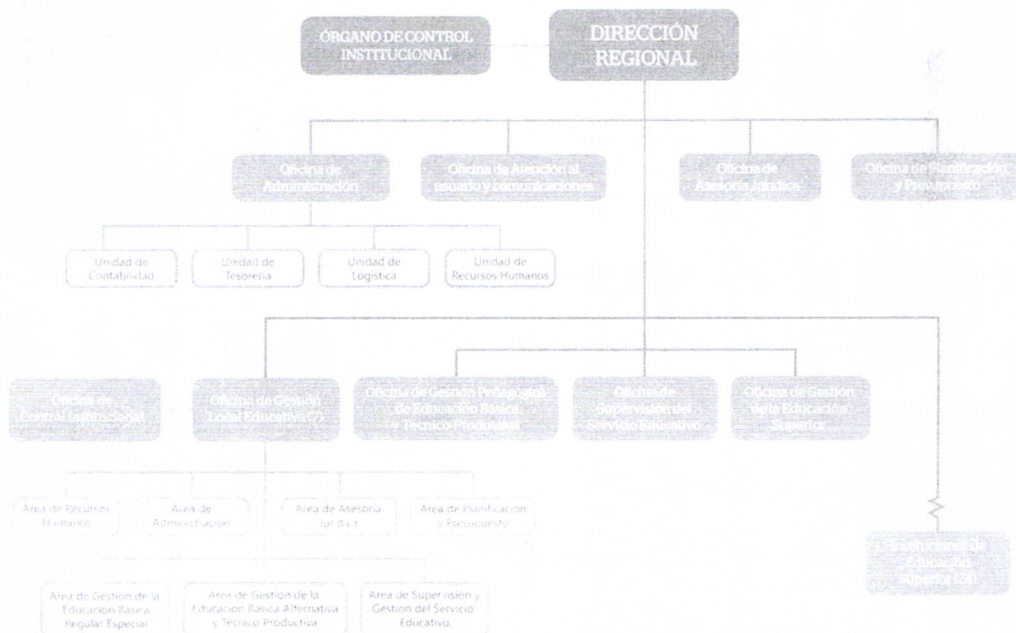 ÓRGANO DE CONTROL
INSTITUCIONAL
DIRECCIÓN
REGIONAL
Oficina de
Administración
Oficina de Atención al
usuario y comunicaciones
Oficina de
Asesoría Jurídica
Oficina de Planificación
y Presupuesto
Unidad de
Contabilidad
Unidad de
Tesorería
Unidad de
Logística
Unidad de
Recursos Humanos
Oficina de
Control Institucional
Oficina de Gestión
Local Educativa (7)
Oficina de Gestión Pedagógica
de Educación Básica
y Técnico-Productiva
Oficina de
Supervisión del
Servicio Educativo
Oficina de Gestión
de la Educación
Superior
Área de Recursos
Humanos
Área de
Administración
Área de Asesoría
Jurídica
Área de Planificación
y Presupuesto
Instituciones de
Educación
Superior (24)
Área de Gestión de la
Educación Básica
Regular Especial
Área de Gestión de la
Educación Básica Alternativa
y Técnico Productiva
Área de Supervisión y
Gestión del Servicio
Educativo